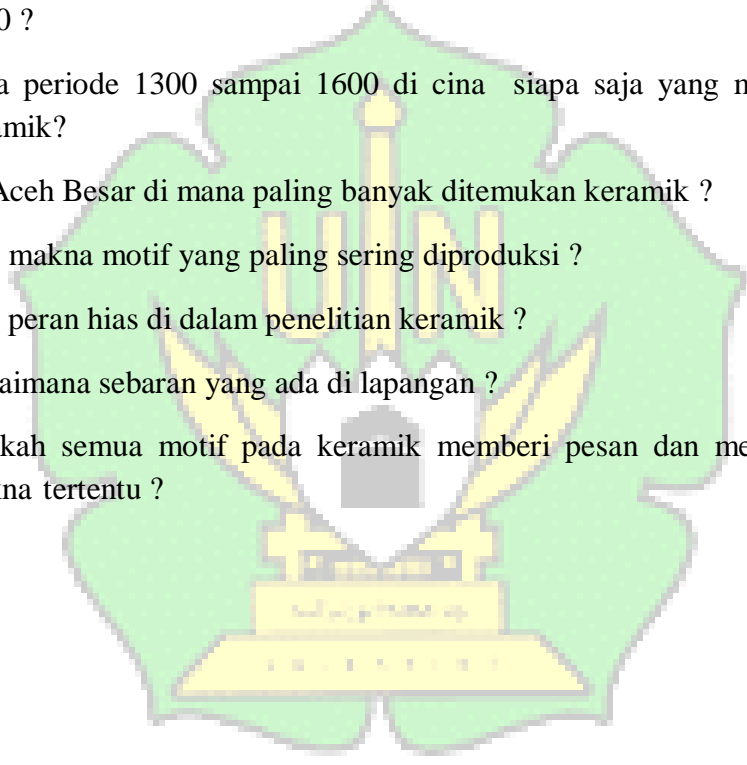 0 ?
a periode 1300 sampai 1600 di cina siapa saja yang m
amik?
Aceh Besar di mana paling banyak ditemukan keramik ?
makna motif yang paling sering diproduksi ?
peran hias di dalam penelitian keramik ?
aimana sebaran yang ada di lapangan ?
kah semua motif pada keramik memberi pesan dan me
na tertentu ?
UIN